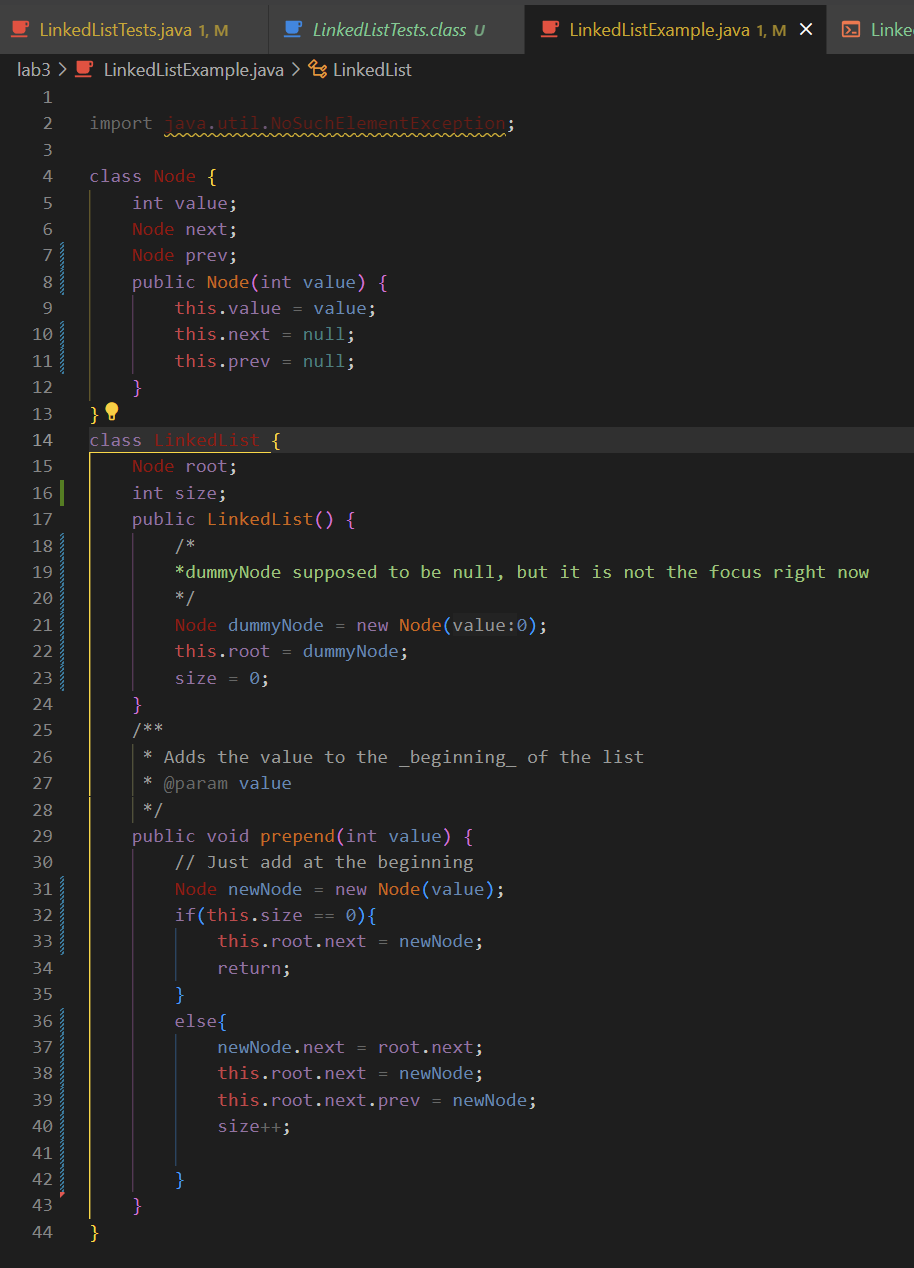 LinkedListTests.java 1, M LinkedListTests.class U LinkedListExample.java 1, M × Linke
lab3 > LinkedListExample.java > LinkedList
1
2 import java.util.NoSuchElementException;
3
4 class Node {
5 int value;
6 Node next;
7 Node prev;
8 public Node(int value) {
9 this.value = value;
10 this.next = null;
11 this.prev = null;
12 }
13 }
14 class LinkedList {
15 Node root;
16 int size;
17 public LinkedList() {
18 /*
19 *dummyNode supposed to be null, but it is not the focus right now
20 */
21 Node dummyNode = new Node(value:0);
22 this.root = dummyNode;
23 size = 0;
24 }
25 /**
26 * Adds the value to the _beginning_ of the list
27 * @param value
28 */
29 public void prepend(int value) {
30 // Just add at the beginning
31 Node newNode = new Node(value);
32 if(this.size == 0){
33 this.root.next = newNode;
34 return;
35 }
36 else{
37 newNode.next = root.next;
38 this.root.next = newNode;
39 this.root.next.prev = newNode;
40 size++;
41
42 }
43 }
44 }